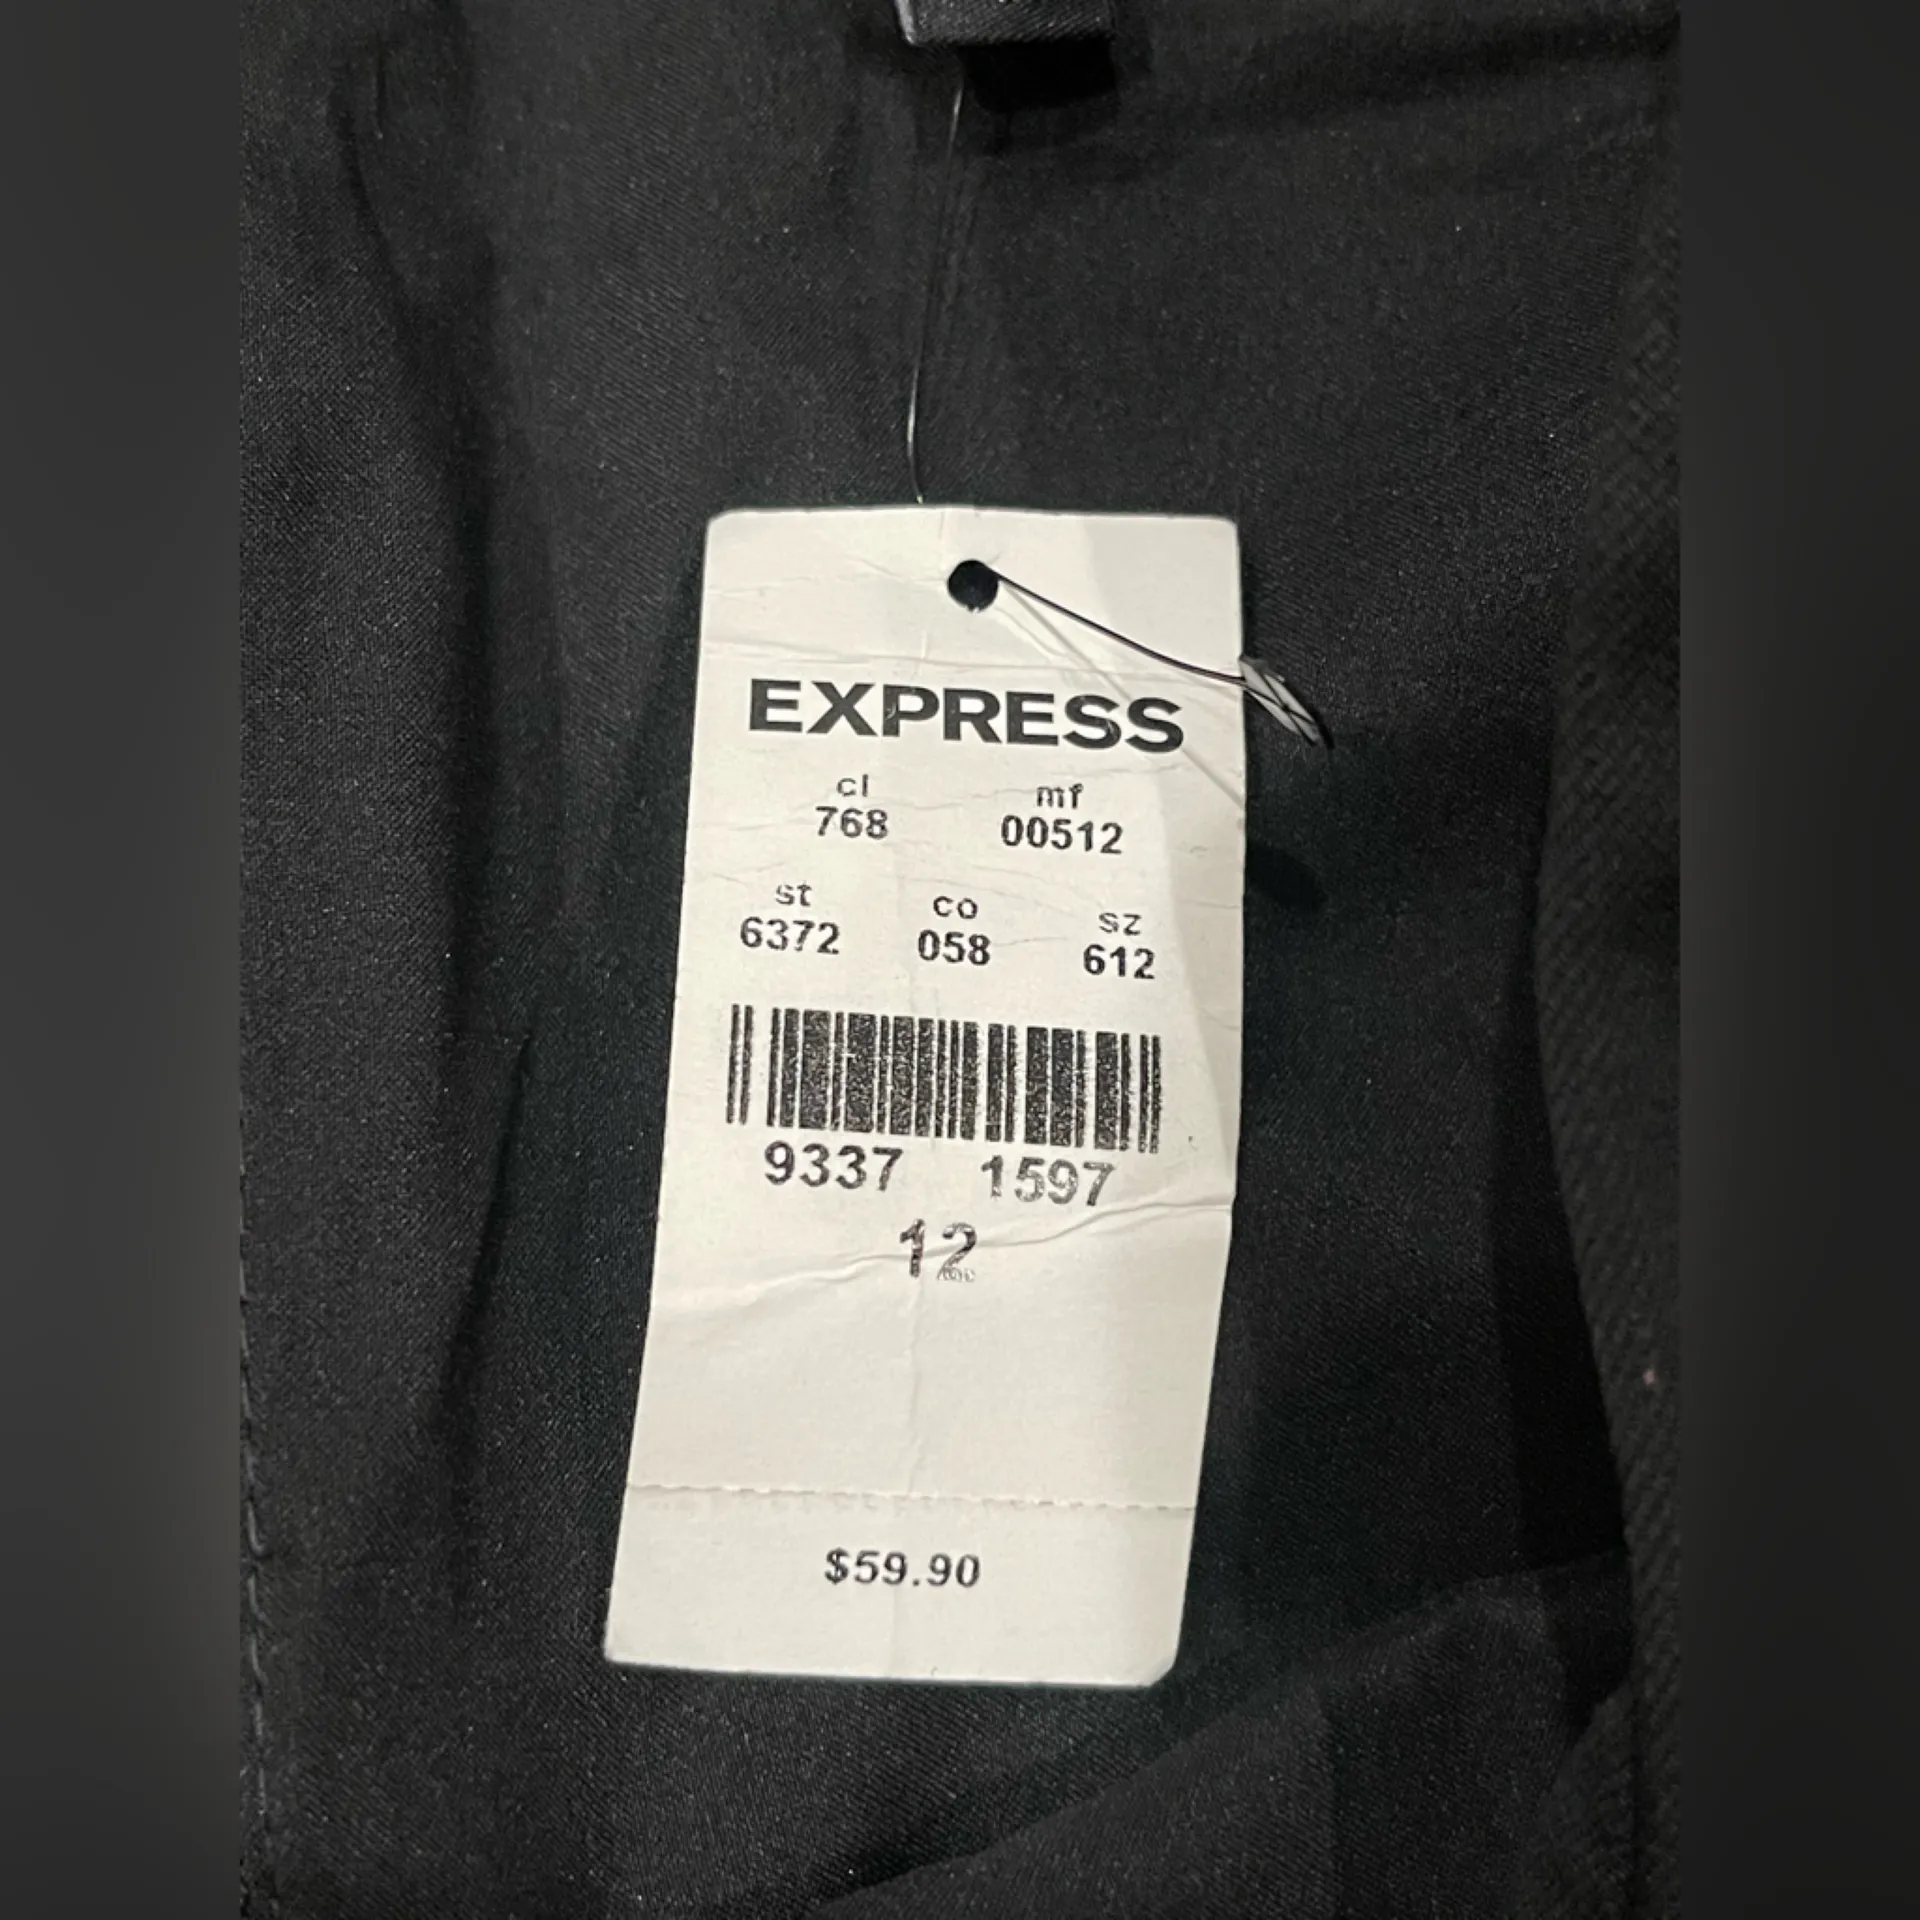 EXPRESS
cl mf
768 00512
st co sz
6372 058 612
9337 1597
12
$59.90